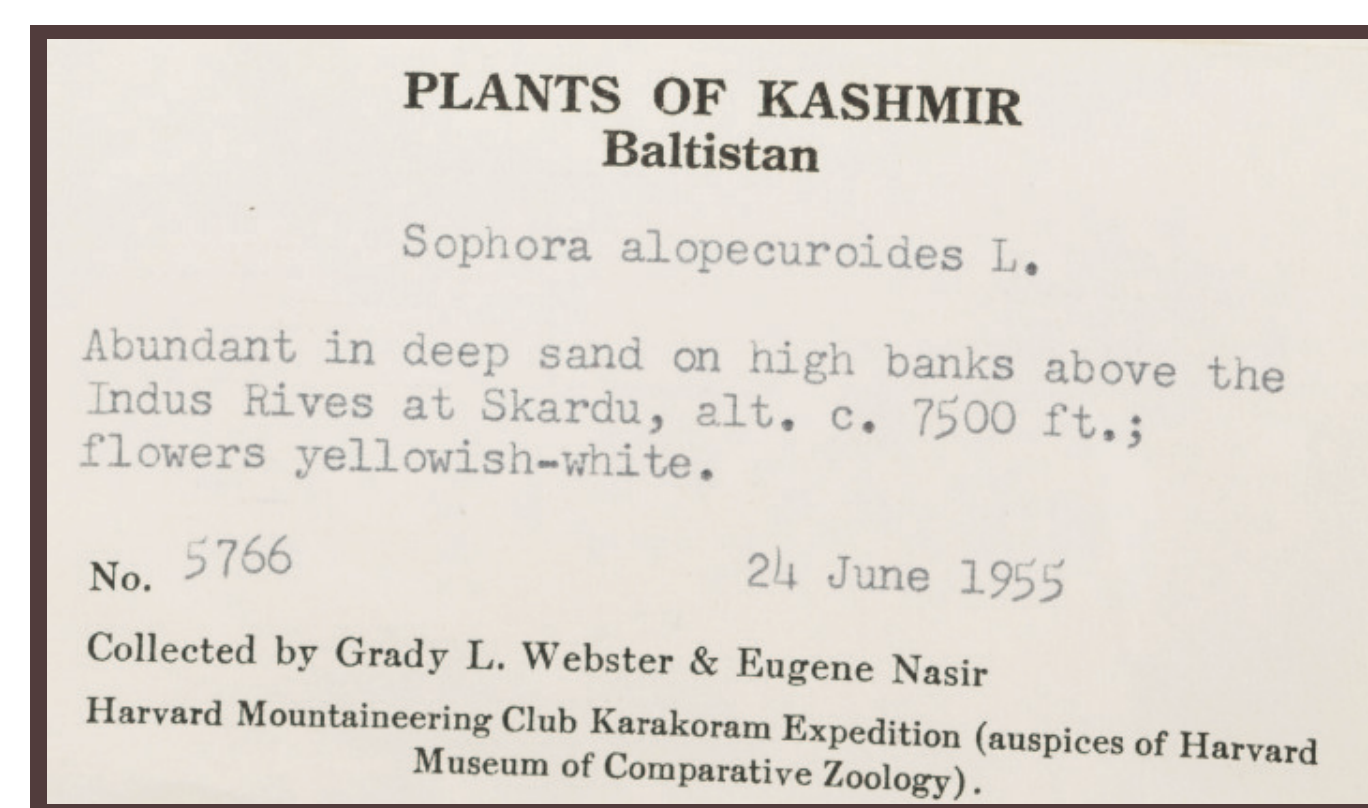 PLANTS OF KASHMIR
Baltistan
Sophora alopecuroides L.
Abundant in deep sand on high banks above the
Indus Rives at Skardu, alt. c. 7500 ft.;
flowers yellowish-white.
No. 5766 24 June 1955
Collected by Grady L. Webster & Eugene Nasir
Harvard Mountaineering Club Karakoram Expedition (auspices of Harvard
Museum of Comparative Zoology).